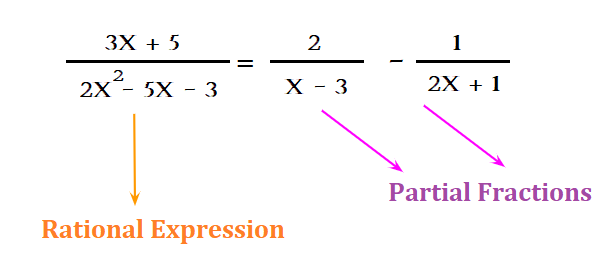 3X + 5 / 2X² - 5X - 3 = 2 / X - 3 - 1 / 2X + 1
Partial Fractions
Rational Expression